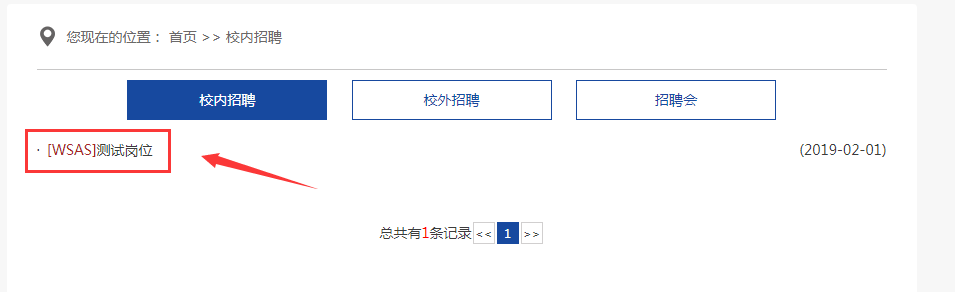 您现在的位置： 首页 >> 校内招聘
校内招聘 校外招聘 招聘会
· [WSAS]测试岗位 (2019-02-01)
总共有1条记录 << 1 >>